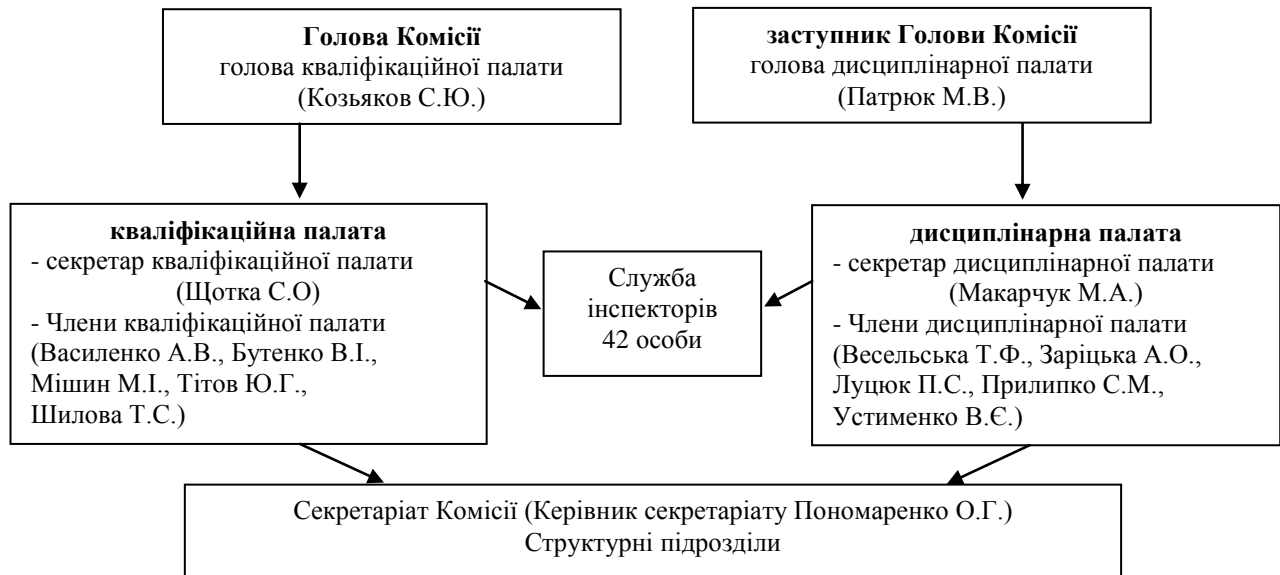 Голова Комісії
голова кваліфікаційної палати
(Козьяков С.Ю.)
заступник Голови Комісії
голова дисциплінарної палати
(Патрюк М.В.)
кваліфікаційна палата
- секретар кваліфікаційної палати
(Щотка С.О)
- Члени кваліфікаційної палати
(Василенко А.В., Бутенко В.І.,
Мішин М.І., Тітов Ю.Г.,
Шилова Т.С.)
Служба
інспекторів
42 особи
дисциплінарна палата
- секретар дисциплінарної палати
(Макарчук М.А.)
- Члени дисциплінарної палати
(Весельська Т.Ф., Заріцька А.О.,
Луцюк П.С., Прилипко С.М.,
Устименко В.Є.)
Секретаріат Комісії (Керівник секретаріату Пономаренко О.Г.)
Структурні підрозділи